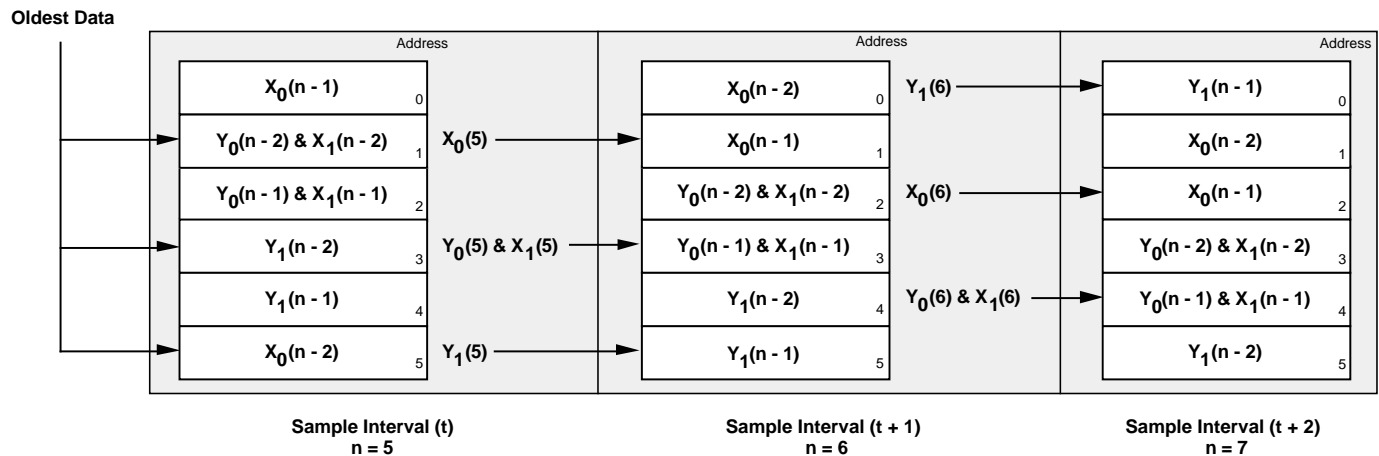 Oldest Data
Address
X0(n - 1) 0
Y0(n - 2) & X1(n - 2) 1
Y0(n - 1) & X1(n - 1) 2
Y1(n - 2) 3
Y1(n - 1) 4
X0(n - 2) 5
X0(5)
Y0(5) & X1(5)
Y1(5)
Sample Interval (t)
n = 5
Address
X0(n - 2) 0
X0(n - 1) 1
Y0(n - 2) & X1(n - 2) 2
Y0(n - 1) & X1(n - 1) 3
Y1(n - 2) 4
Y1(n - 1) 5
Y1(6)
X0(6)
Y0(6) & X1(6)
Sample Interval (t + 1)
n = 6
Address
Y1(n - 1) 0
X0(n - 2) 1
X0(n - 1) 2
Y0(n - 2) & X1(n - 2) 3
Y0(n - 1) & X1(n - 1) 4
Y1(n - 2) 5
Sample Interval (t + 2)
n = 7